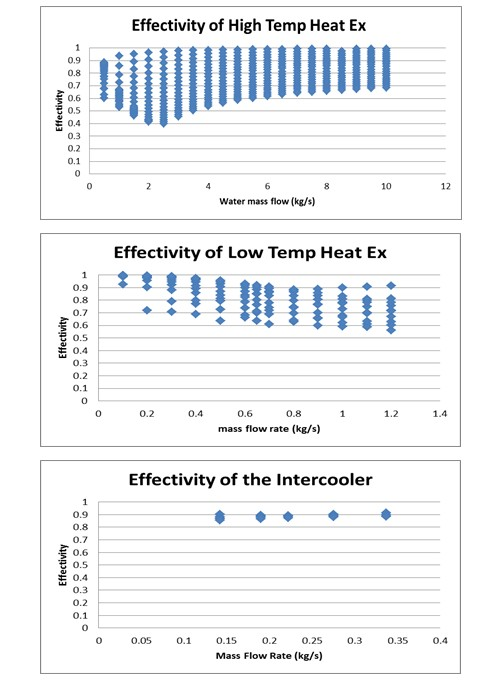 Effectivity of High Temp Heat Ex
1
0.9
0.8
0.7
0.6
0.5
0.4
0.3
0.2
0.1
0
Effectivity
0 2 4 6 8 10 12
Water mass flow (kg/s)
Effectivity of Low Temp Heat Ex
1
0.9
0.8
0.7
0.6
0.5
0.4
0.3
0.2
0.1
0
Effectivity
0 0.2 0.4 0.6 0.8 1 1.2 1.4
mass flow rate (kg/s)
Effectivity of the Intercooler
1
0.9
0.8
0.7
0.6
0.5
0.4
0.3
0.2
0.1
0
Effectivity
0 0.05 0.1 0.15 0.2 0.25 0.3 0.35 0.4
Mass Flow Rate (kg/s)